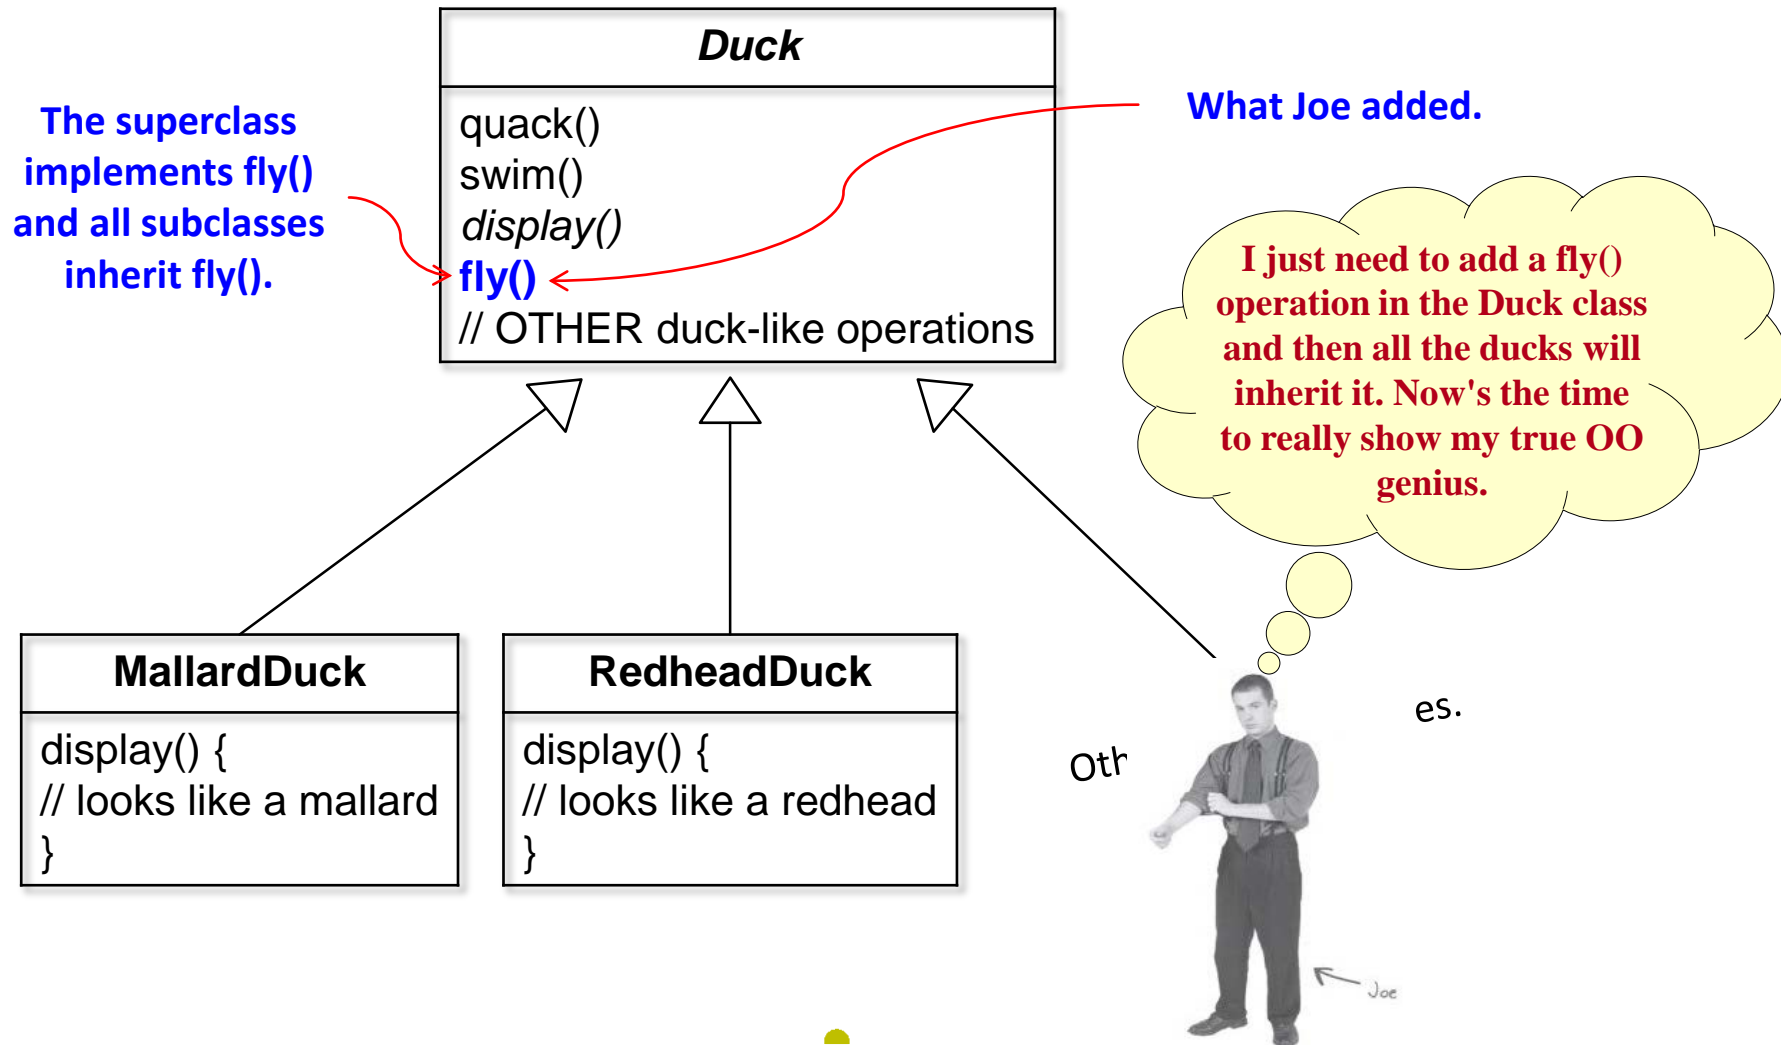 Duck
quack()
swim()
display()
fly()
// OTHER duck-like operations
The superclass
implements fly()
and all subclasses
inherit fly().
What Joe added.
I just need to add a fly()
operation in the Duck class
and then all the ducks will
inherit it. Now's the time
to really show my true OO
genius.
MallardDuck
display() {
// looks like a mallard
}
RedheadDuck
display() {
// looks like a redhead
}
Oth
es.
Joe